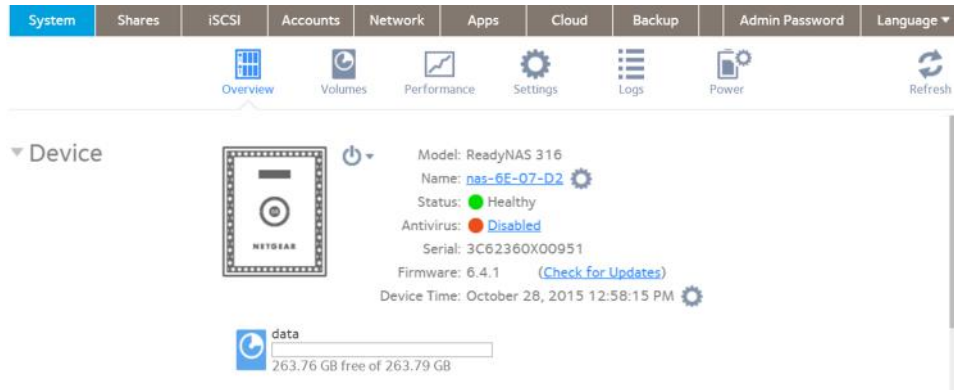 System Shares iSCSI Accounts Network Apps Cloud Backup Admin Password Language
Overview Volumes Performance Settings Logs Power Refresh
Device
NETGEAR
Model: ReadyNAS 316
Name: nas-6E-07-D2
Status: Healthy
Antivirus: Disabled
Serial: 3C62360X00951
Firmware: 6.4.1 (Check for Updates)
Device Time: October 28, 2015 12:58:15 PM
data
263.76 GB free of 263.79 GB